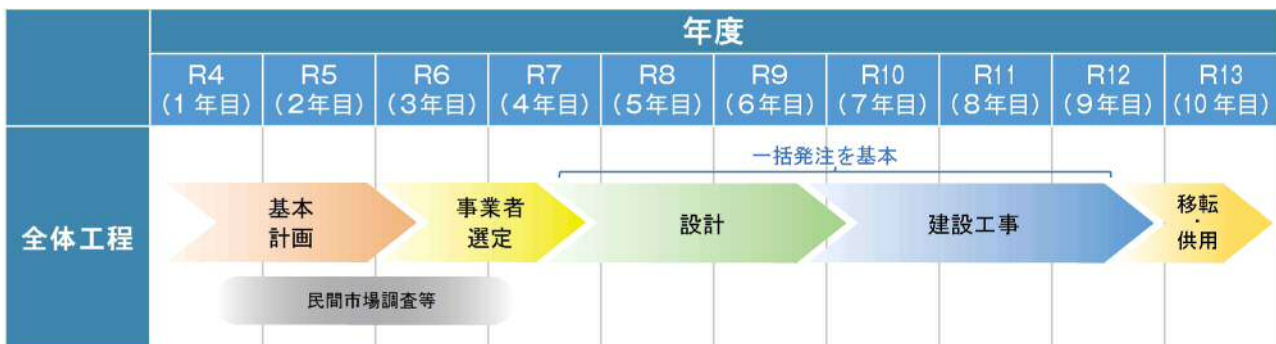 年度
R4
(1年目)
R5
(2年目)
R6
(3年目)
R7
(4年目)
R8
(5年目)
R9
(6年目)
R10
(7年目)
R11
(8年目)
R12
(9年目)
R13
(10年目)
一括発注を基本
全体工程
基本
計画
事業者
選定
設計
建設工事
移転
・
供用
民間市場調査等